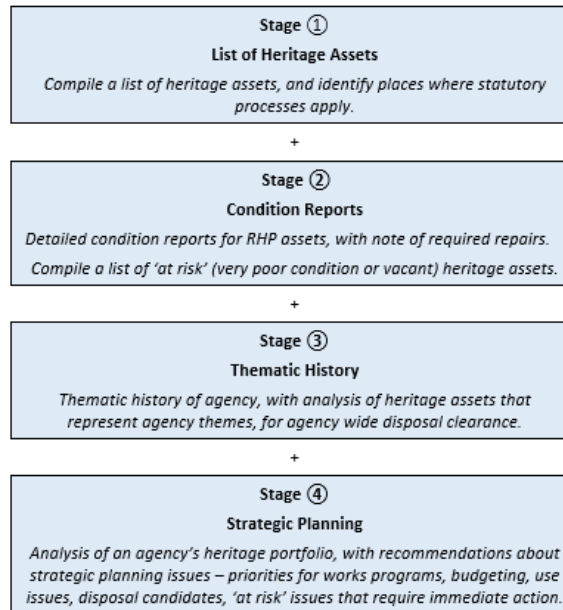 Stage ①
List of Heritage Assets
Compile a list of heritage assets, and identify places where statutory
processes apply.
+
Stage ②
Condition Reports
Detailed condition reports for RHP assets, with note of required repairs.
Compile a list of ‘at risk’ (very poor condition or vacant) heritage assets.
+
Stage ③
Thematic History
Thematic history of agency, with analysis of heritage assets that
represent agency themes, for agency wide disposal clearance.
+
Stage ④
Strategic Planning
Analysis of an agency’s heritage portfolio, with recommendations about
strategic planning issues – priorities for works programs, budgeting, use
issues, disposal candidates, ‘at risk’ issues that require immediate action.